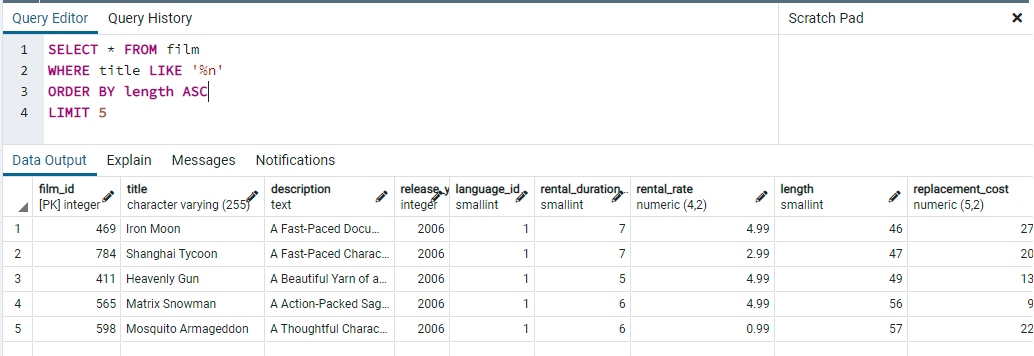 Query Editor Query History Scratch Pad
1 SELECT * FROM film
2 WHERE title LIKE '%n'
3 ORDER BY length ASC
4 LIMIT 5
Data Output Explain Messages Notifications
film_id title description release_y language_id rental_duration... rental_rate length replacement_cost
[PK] integer character varying (255) text integer smallint smallint numeric (4,2) smallint numeric (5,2)
1 469 Iron Moon A Fast-Paced Docu... 2006 1 7 4.99 46 27
2 784 Shanghai Tycoon A Fast-Paced Charac... 2006 1 7 2.99 47 20
3 411 Heavenly Gun A Beautiful Yarn of a... 2006 1 5 4.99 49 13
4 565 Matrix Snowman A Action-Packed Sag... 2006 1 6 4.99 56 9
5 598 Mosquito Armageddon A Thoughtful Charac... 2006 1 6 0.99 57 22